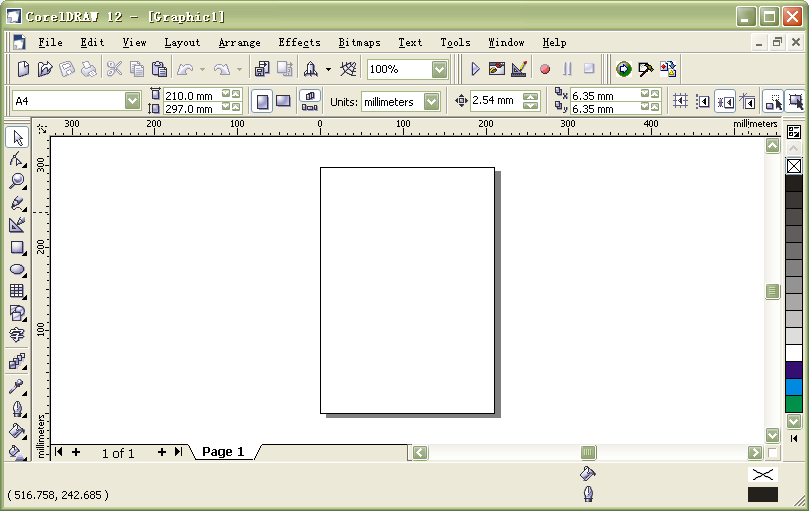 CorelDRAW 12 - [Graphic1]
File Edit View Layout Arrange Effects Bitmaps Text Tools Window Help
100%
A4 210.0 mm 297.0 mm Units: millimeters 2.54 mm 6.35 mm 6.35 mm
300 200 100 0 100 200 300 400 millimeters
300
200
100
millimeters
字
1 of 1 Page 1
( 516.758, 242.685 )